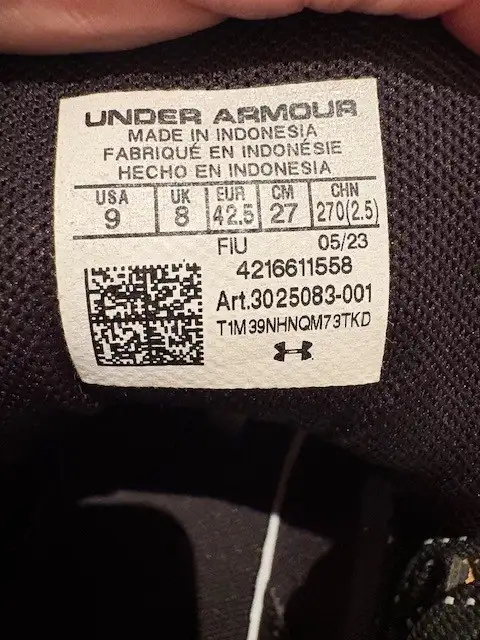 UNDER ARMOUR
MADE IN INDONESIA
FABRIQUÉ EN INDONÉSIE
HECHO EN INDONESIA
USA UK EUR CM CHN
9 8 42.5 27 270(2.5)
FIU 05/23
4216611558
Art.3025083-001
T1M39NHNQM73TKD